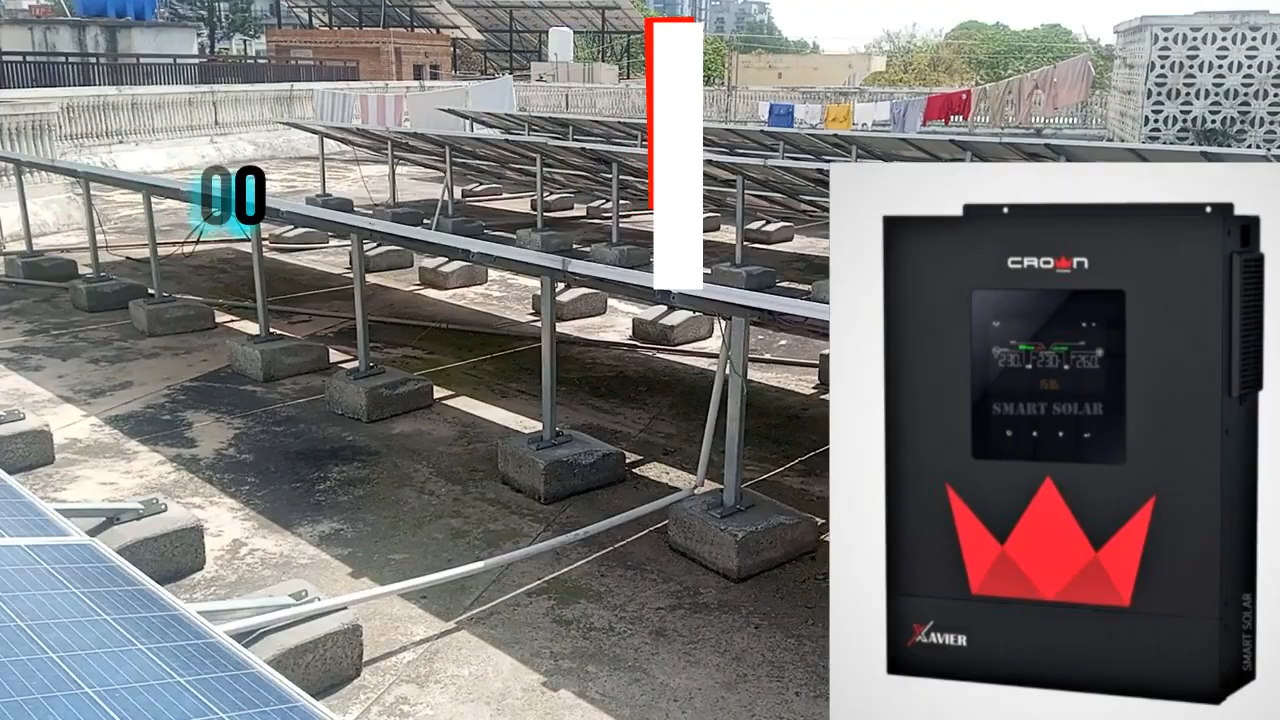 00
CROWN
230
230
260
SMART SOLAR
XAVIER
SMART SOLAR